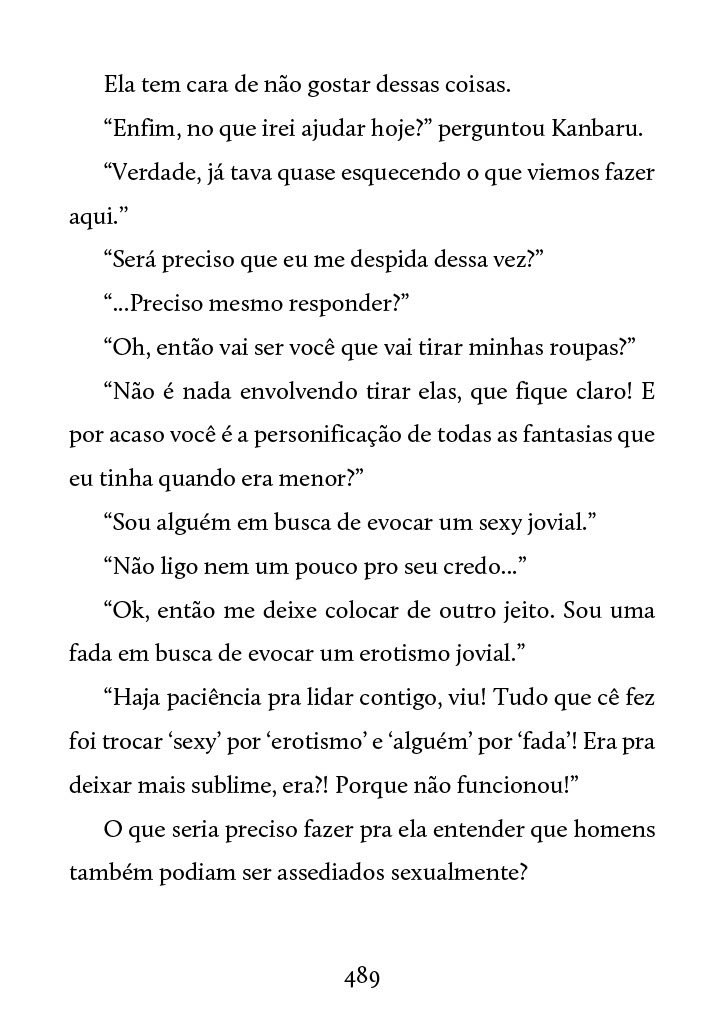 Ela tem cara de não gostar dessas coisas.
“Enfim, no que irei ajudar hoje?” perguntou Kanbaru.
“Verdade, já tava quase esquecendo o que viemos fazer
aqui.”
“Será preciso que eu me despida dessa vez?”
“...Preciso mesmo responder?”
“Oh, então vai ser você que vai tirar minhas roupas?”
“Não é nada envolvendo tirar elas, que fique claro! E
por acaso você é a personificação de todas as fantasias que
eu tinha quando era menor?”
“Sou alguém em busca de evocar um sexy jovial.”
“Não ligo nem um pouco pro seu credo...”
“Ok, então me deixe colocar de outro jeito. Sou uma
fada em busca de evocar um erotismo jovial.”
“Haja paciência pra lidar contigo, viu! Tudo que cê fez
foi trocar ‘sexy’ por ‘erotismo’ e ‘alguém’ por ‘fada’! Era pra
deixar mais sublime, era?! Porque não funcionou!”
O que seria preciso fazer pra ela entender que homens
também podiam ser assediados sexualmente?
489